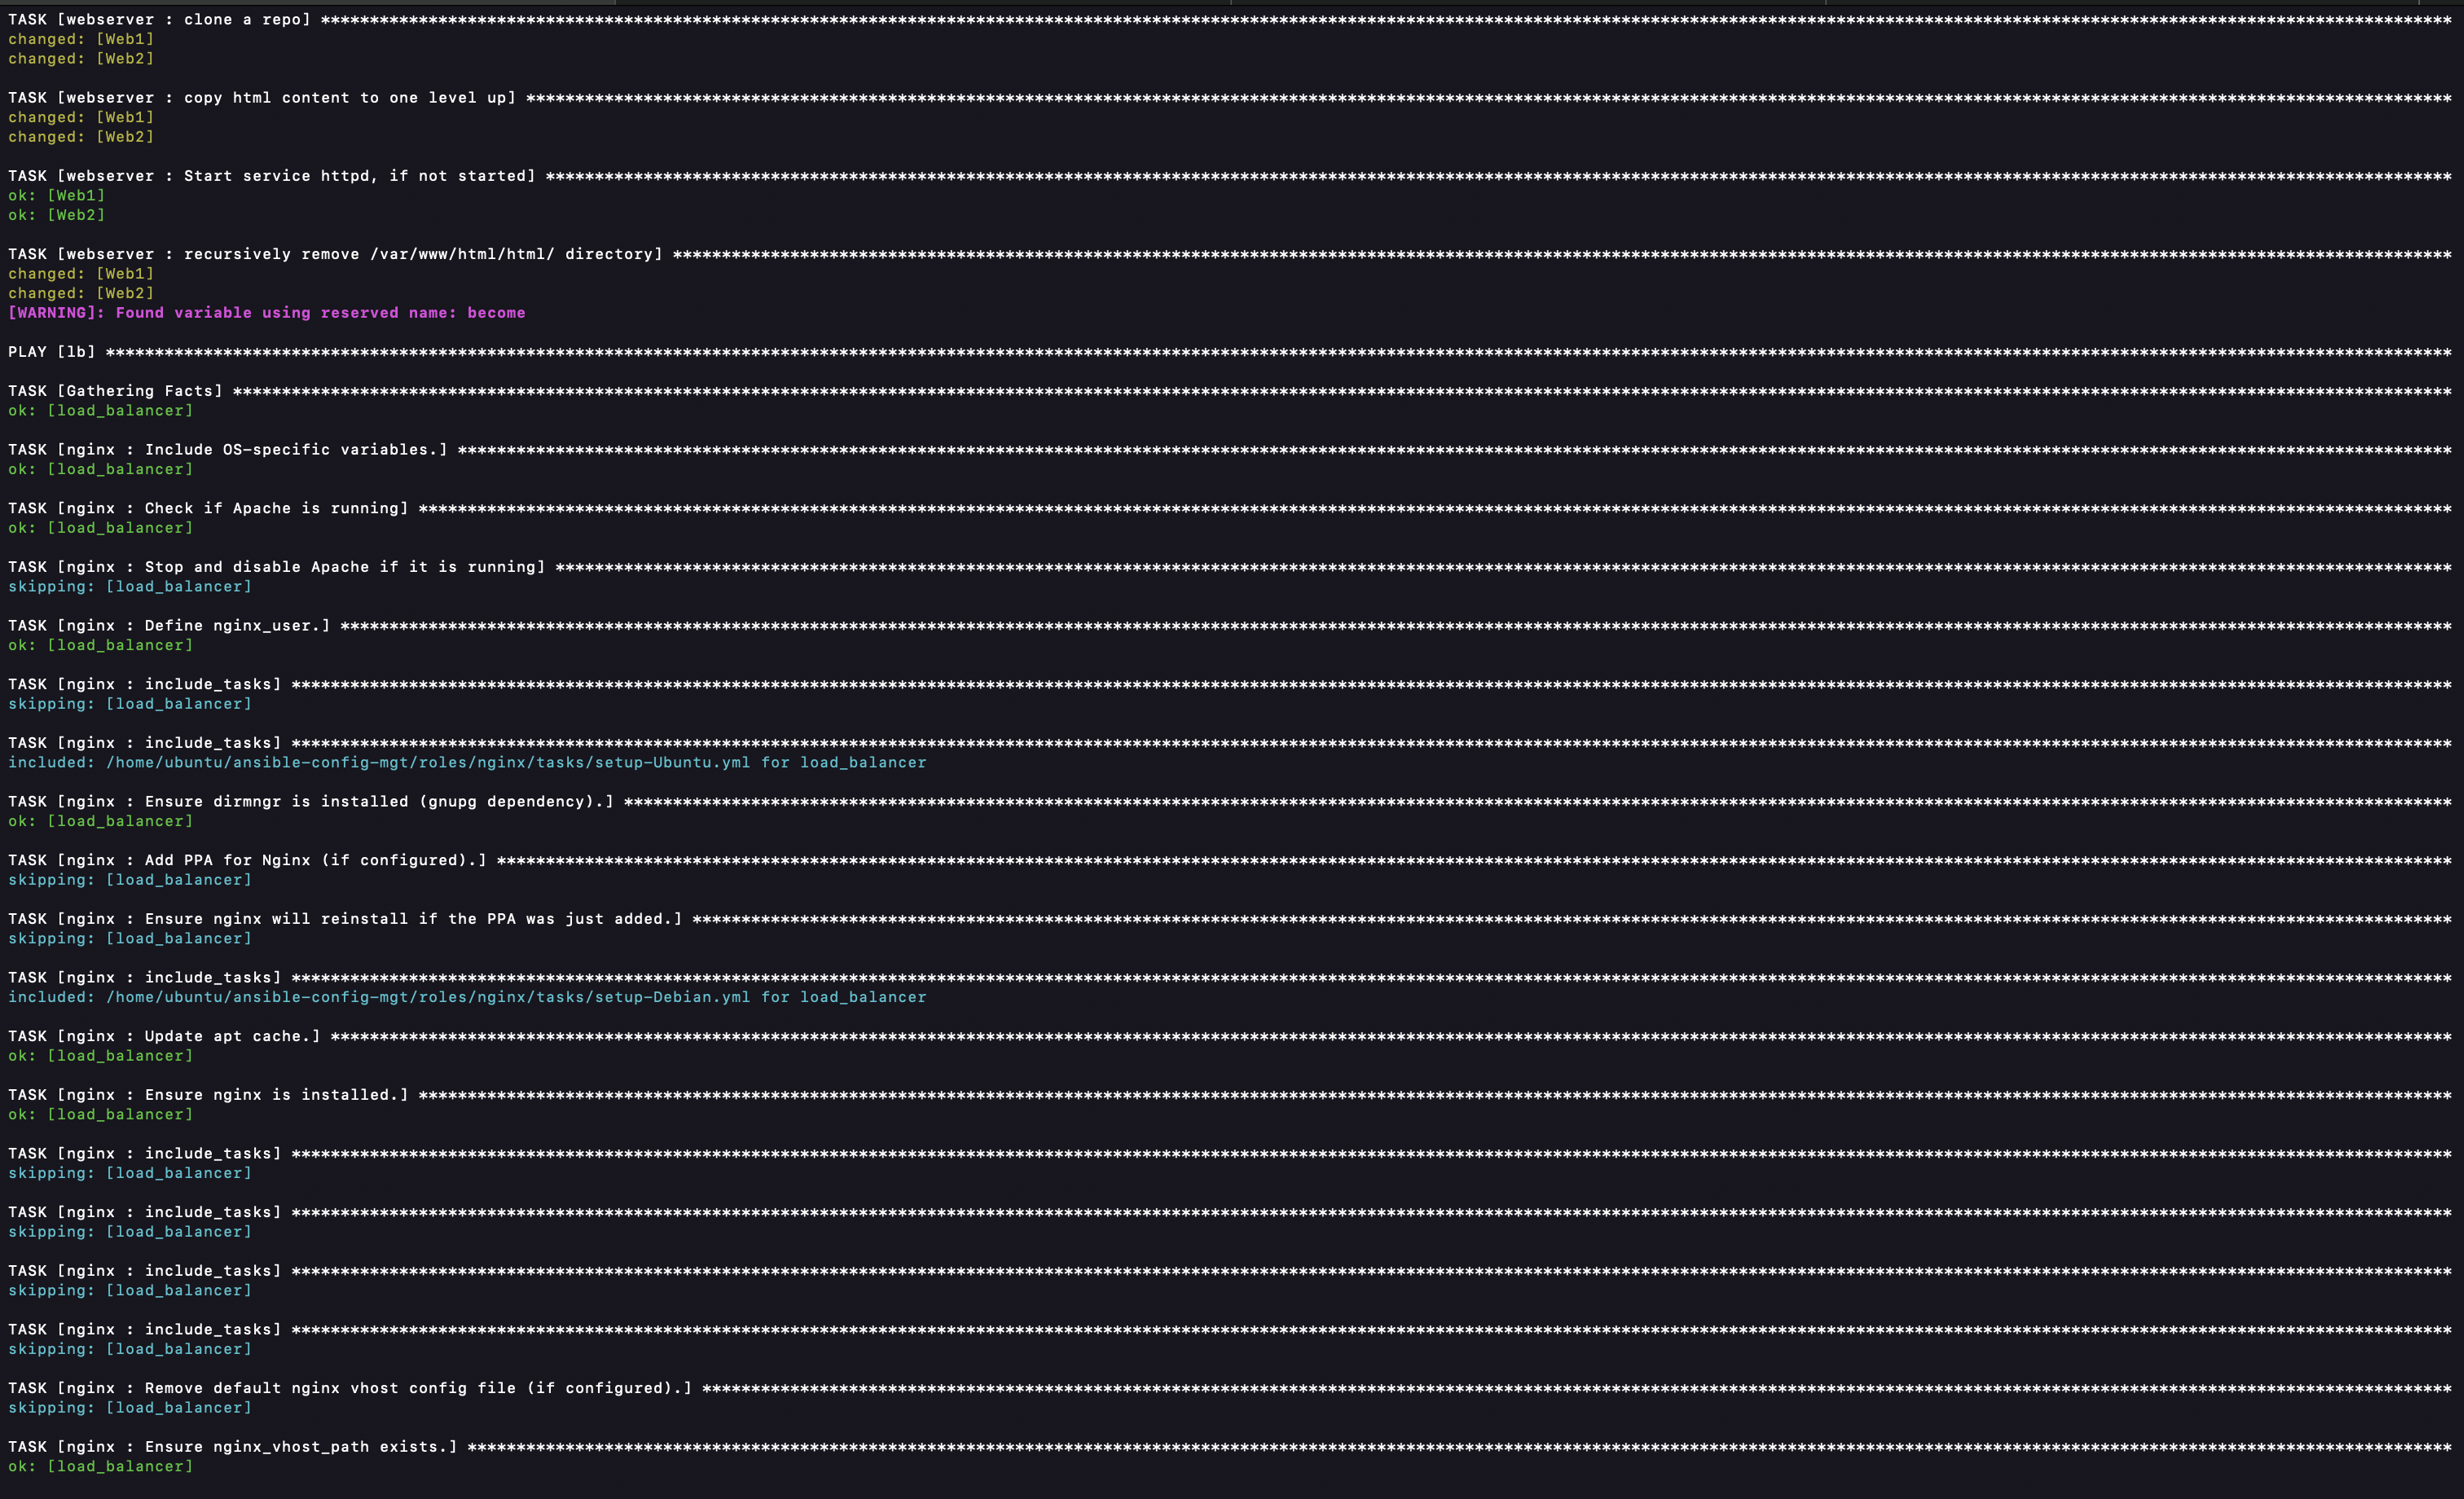 TASK [webserver : clone a repo] ****************************************************************************************************
changed: [Web1]
changed: [Web2]
TASK [webserver : copy html content to one level up] ****************************************************************************************************
changed: [Web1]
changed: [Web2]
TASK [webserver : Start service httpd, if not started] ****************************************************************************************************
ok: [Web1]
ok: [Web2]
TASK [webserver : recursively remove /var/www/html/html/ directory] ****************************************************************************************************
changed: [Web1]
changed: [Web2]
[WARNING]: Found variable using reserved name: become
PLAY [lb] ****************************************************************************************************
TASK [Gathering Facts] ****************************************************************************************************
ok: [load_balancer]
TASK [nginx : Include OS-specific variables.] ****************************************************************************************************
ok: [load_balancer]
TASK [nginx : Check if Apache is running] ****************************************************************************************************
ok: [load_balancer]
TASK [nginx : Stop and disable Apache if it is running] ****************************************************************************************************
skipping: [load_balancer]
TASK [nginx : Define nginx_user.] ****************************************************************************************************
ok: [load_balancer]
TASK [nginx : include_tasks] ****************************************************************************************************
skipping: [load_balancer]
TASK [nginx : include_tasks] ****************************************************************************************************
included: /home/ubuntu/ansible-config-mgt/roles/nginx/tasks/setup-Ubuntu.yml for load_balancer
TASK [nginx : Ensure dirmngr is installed (gnupg dependency).] ****************************************************************************************************
ok: [load_balancer]
TASK [nginx : Add PPA for Nginx (if configured).] ****************************************************************************************************
skipping: [load_balancer]
TASK [nginx : Ensure nginx will reinstall if the PPA was just added.] ****************************************************************************************************
skipping: [load_balancer]
TASK [nginx : include_tasks] ****************************************************************************************************
included: /home/ubuntu/ansible-config-mgt/roles/nginx/tasks/setup-Debian.yml for load_balancer
TASK [nginx : Update apt cache.] ****************************************************************************************************
ok: [load_balancer]
TASK [nginx : Ensure nginx is installed.] ****************************************************************************************************
ok: [load_balancer]
TASK [nginx : include_tasks] ****************************************************************************************************
skipping: [load_balancer]
TASK [nginx : include_tasks] ****************************************************************************************************
skipping: [load_balancer]
TASK [nginx : include_tasks] ****************************************************************************************************
skipping: [load_balancer]
TASK [nginx : include_tasks] ****************************************************************************************************
skipping: [load_balancer]
TASK [nginx : Remove default nginx vhost config file (if configured).] ****************************************************************************************************
skipping: [load_balancer]
TASK [nginx : Ensure nginx_vhost_path exists.] ****************************************************************************************************
ok: [load_balancer]